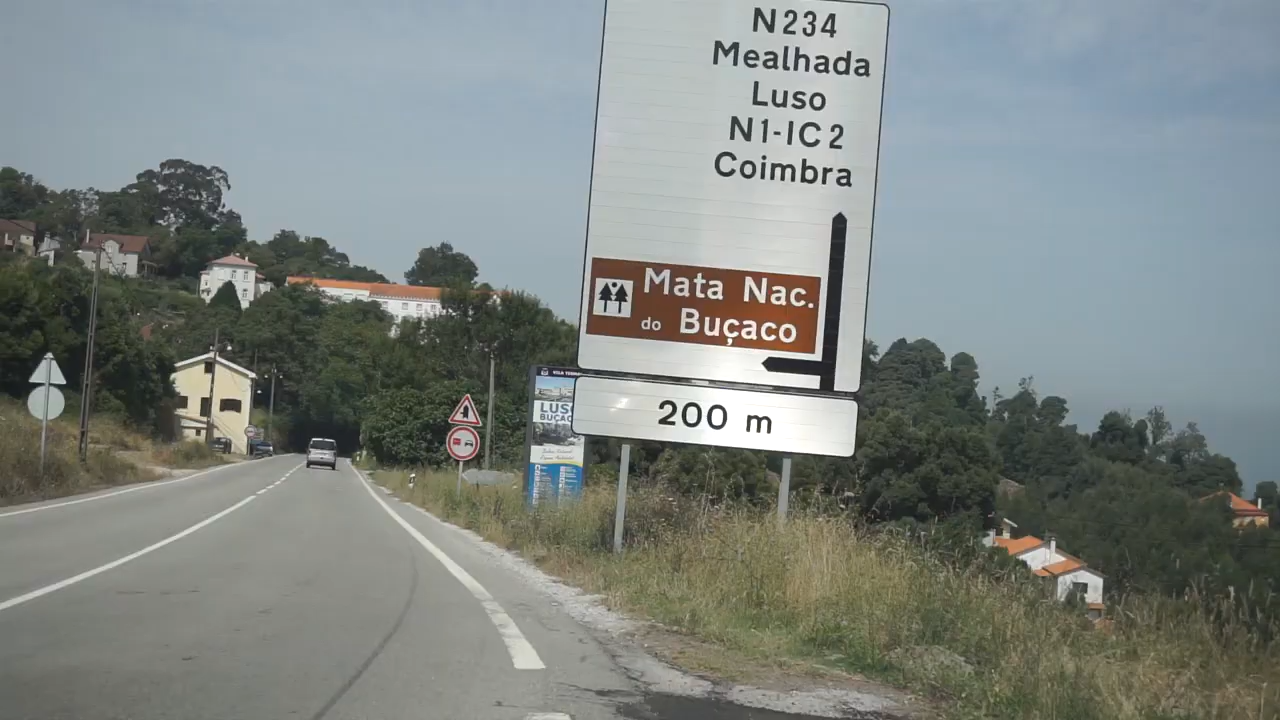 N234
Mealhada
Luso
N1-IC2
Coimbra
Mata Nac.
do Buçaco
200 m
LUSO
BUÇACO